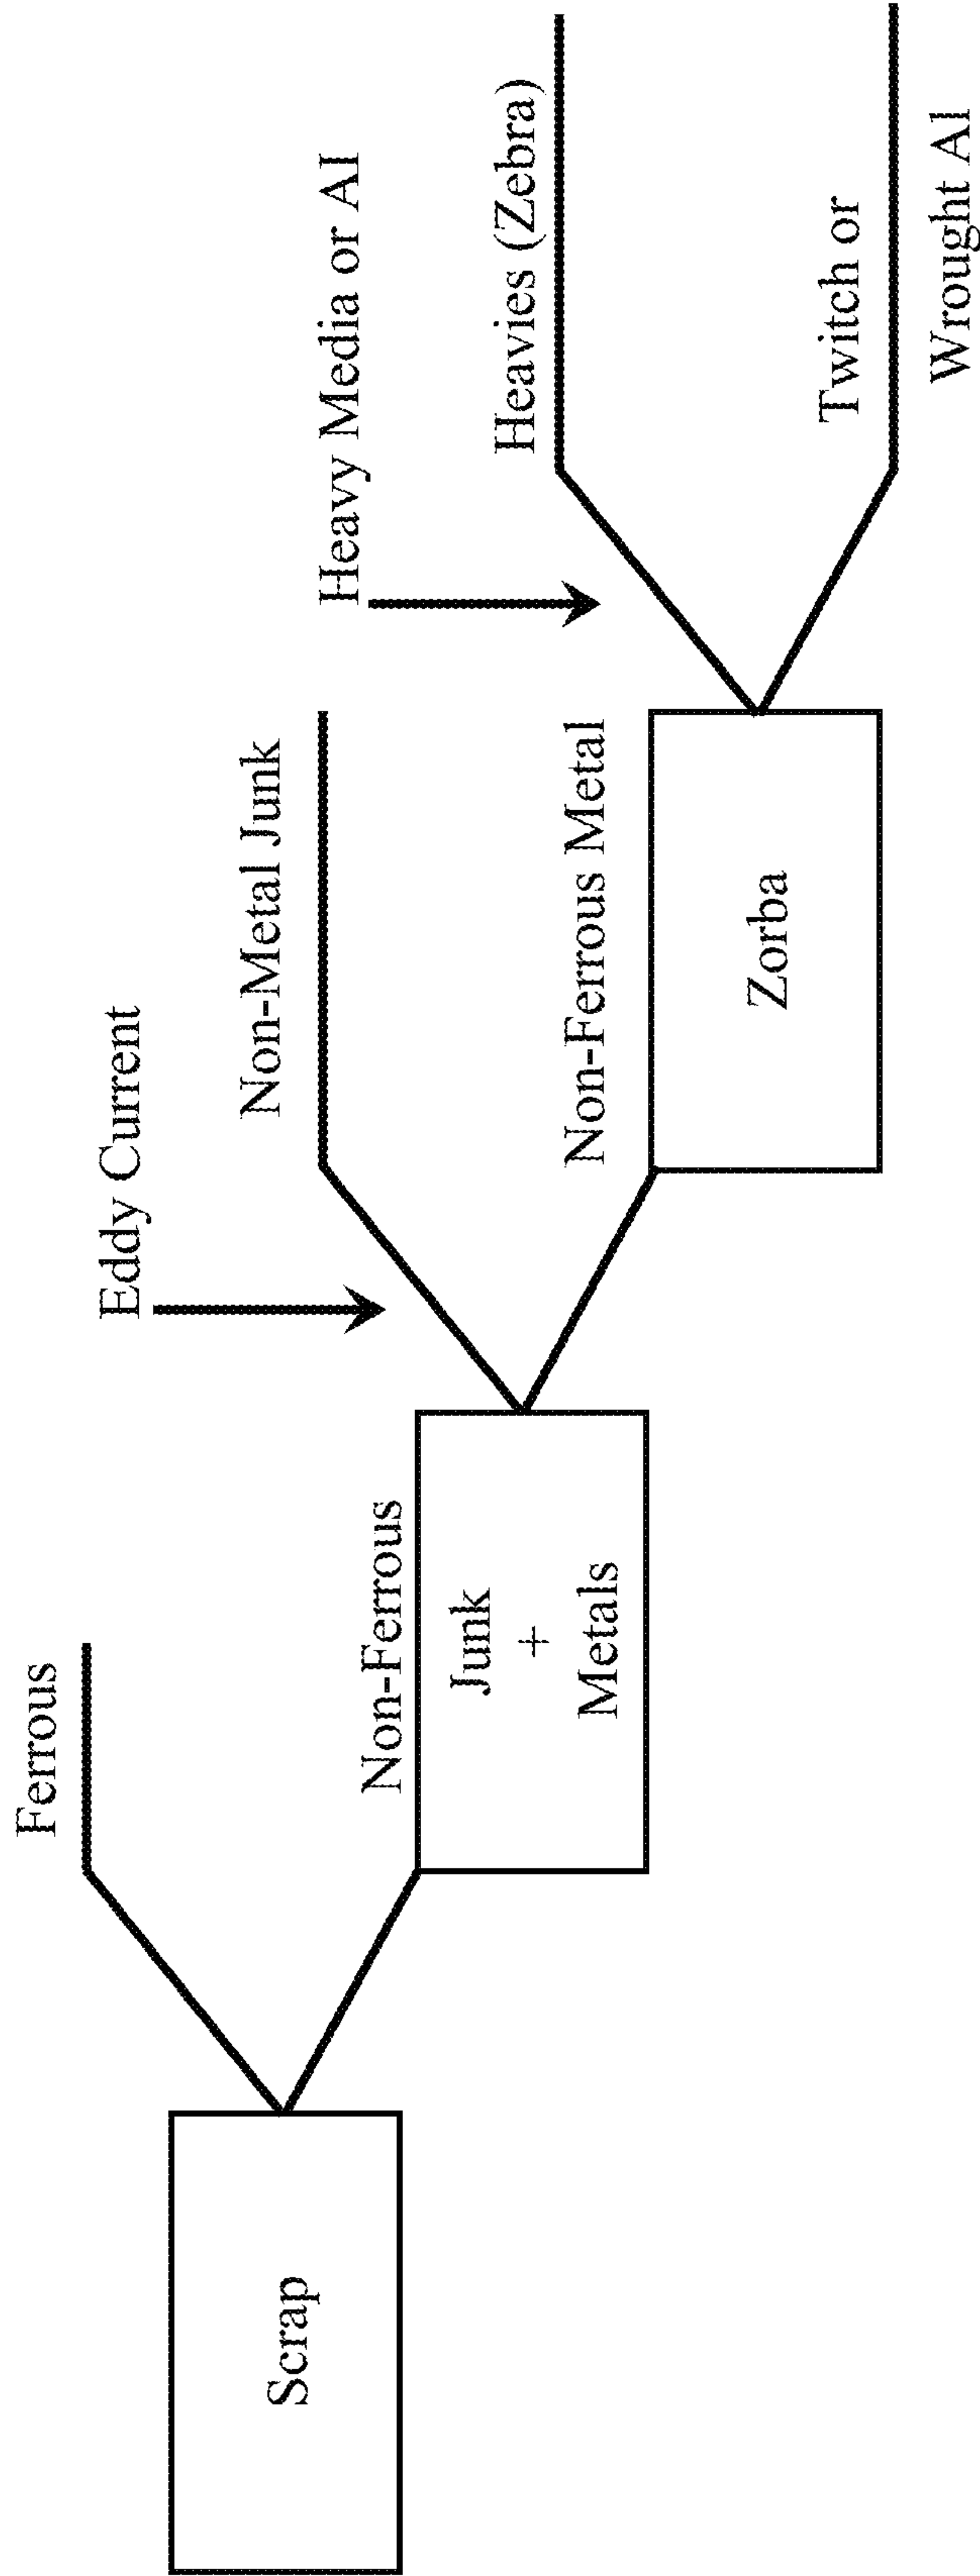 Scrap
Ferrous
Non-Ferrous
Junk
+
Metals
Eddy Current
Non-Metal Junk
Non-Ferrous Metal
Zorba
Heavy Media or AI
Heavies (Zebra)
Twitch or
Wrought Al